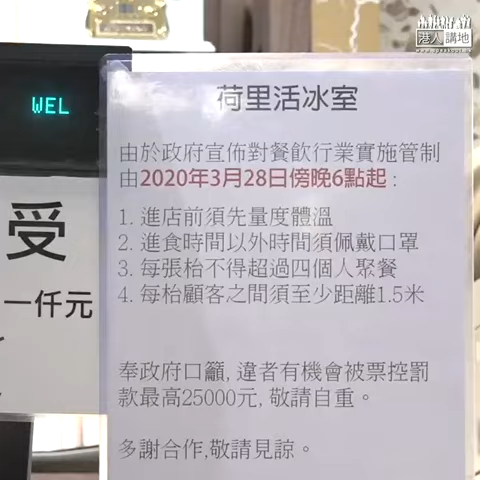 港人講地
WEL
荷里活冰室
由於政府宣佈對餐飲行業實施管制
由2020年3月28日傍晚6點起:
1. 進店前須先量度體溫
2. 進食時間以外時間須佩戴口罩
3. 每張枱不得超過四個人聚餐
4. 每枱顧客之間須至少距離1.5米
奉政府口籲,違者有機會被票控罰
款最高25000元,敬請自重。
多謝合作,敬請見諒。
受
一仟元